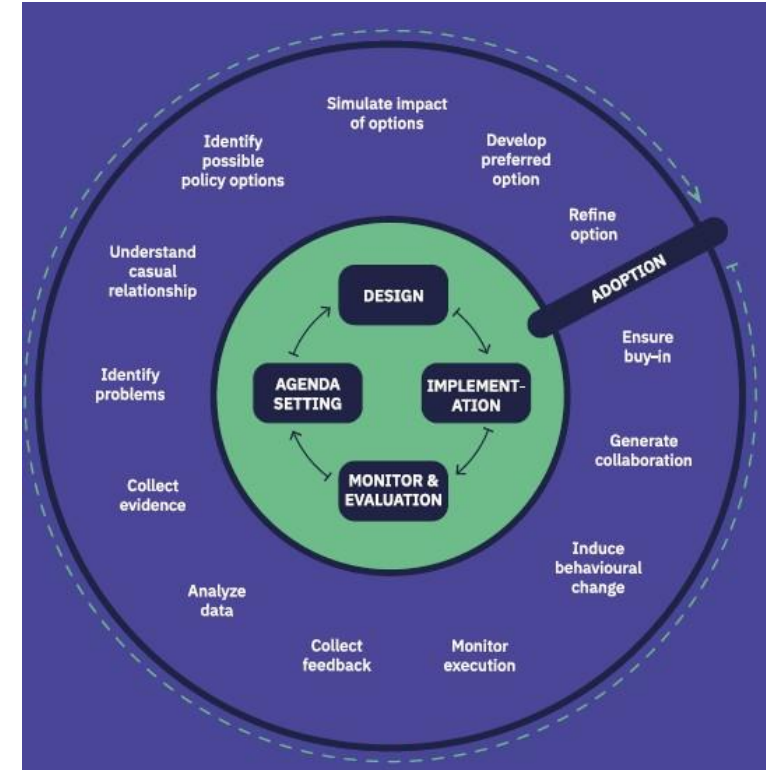 Simulate impact
of options
Develop
preferred
option
Refine
option
ADOPTION
Ensure
buy-in
Generate
collaboration
Induce
behavioural
change
Monitor
execution
Collect
feedback
Analyze
data
Collect
evidence
Identify
problems
Understand
casual
relationship
Identify
possible
policy options
DESIGN
IMPLEMENT-
ATION
MONITOR &
EVALUATION
AGENDA
SETTING